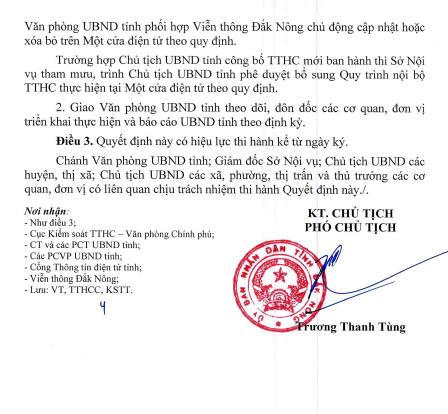 Văn phòng UBND tỉnh phối hợp Viễn thông Đắk Nông chủ động cập nhật hoặc
xóa bỏ trên Một cửa điện tử theo quy định.
Trường hợp Chủ tịch UBND tỉnh công bố TTHC mới ban hành thì Sở Nội
vụ tham mưu, trình Chủ tịch UBND tỉnh phê duyệt bổ sung Quy trình nội bộ
TTHC thực hiện tại Một cửa điện tử theo quy định.
2. Giao Văn phòng UBND tỉnh theo dõi, đôn đốc các cơ quan, đơn vị
triển khai thực hiện và báo cáo UBND tỉnh theo định kỳ.
Điều 3. Quyết định này có hiệu lực thi hành kể từ ngày ký.
Chánh Văn phòng UBND tỉnh; Giám đốc Sở Nội vụ; Chủ tịch UBND các
huyện, thị xã; Chủ tịch UBND các xã, phường, thị trấn và thủ trưởng các cơ
quan, đơn vị có liên quan chịu trách nhiệm thi hành Quyết định này./.
Nơi nhận:
- Như điều 3;
- Cục Kiểm soát TTHC – Văn phòng Chính phủ;
- CT và các PCT UBND tỉnh;
- Các PCVP UBND tỉnh;
- Cổng Thông tin điện tử tỉnh;
- Viễn thông Đắk Nông;
- Lưu: VT, TTHCC, KSTT.
4
KT. CHỦ TỊCH
PHÓ CHỦ TỊCH
ỦY BAN NHÂN DÂN TỈNH ĐẮK NÔNG
Trương Thanh Tùng